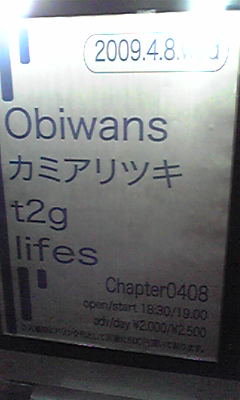 2009.4.8.
Obiwans
カミアリツキ
t2g
lifes
Chapter0408
open/start 18:30/19:00
adv/day ¥2,000/¥2,500